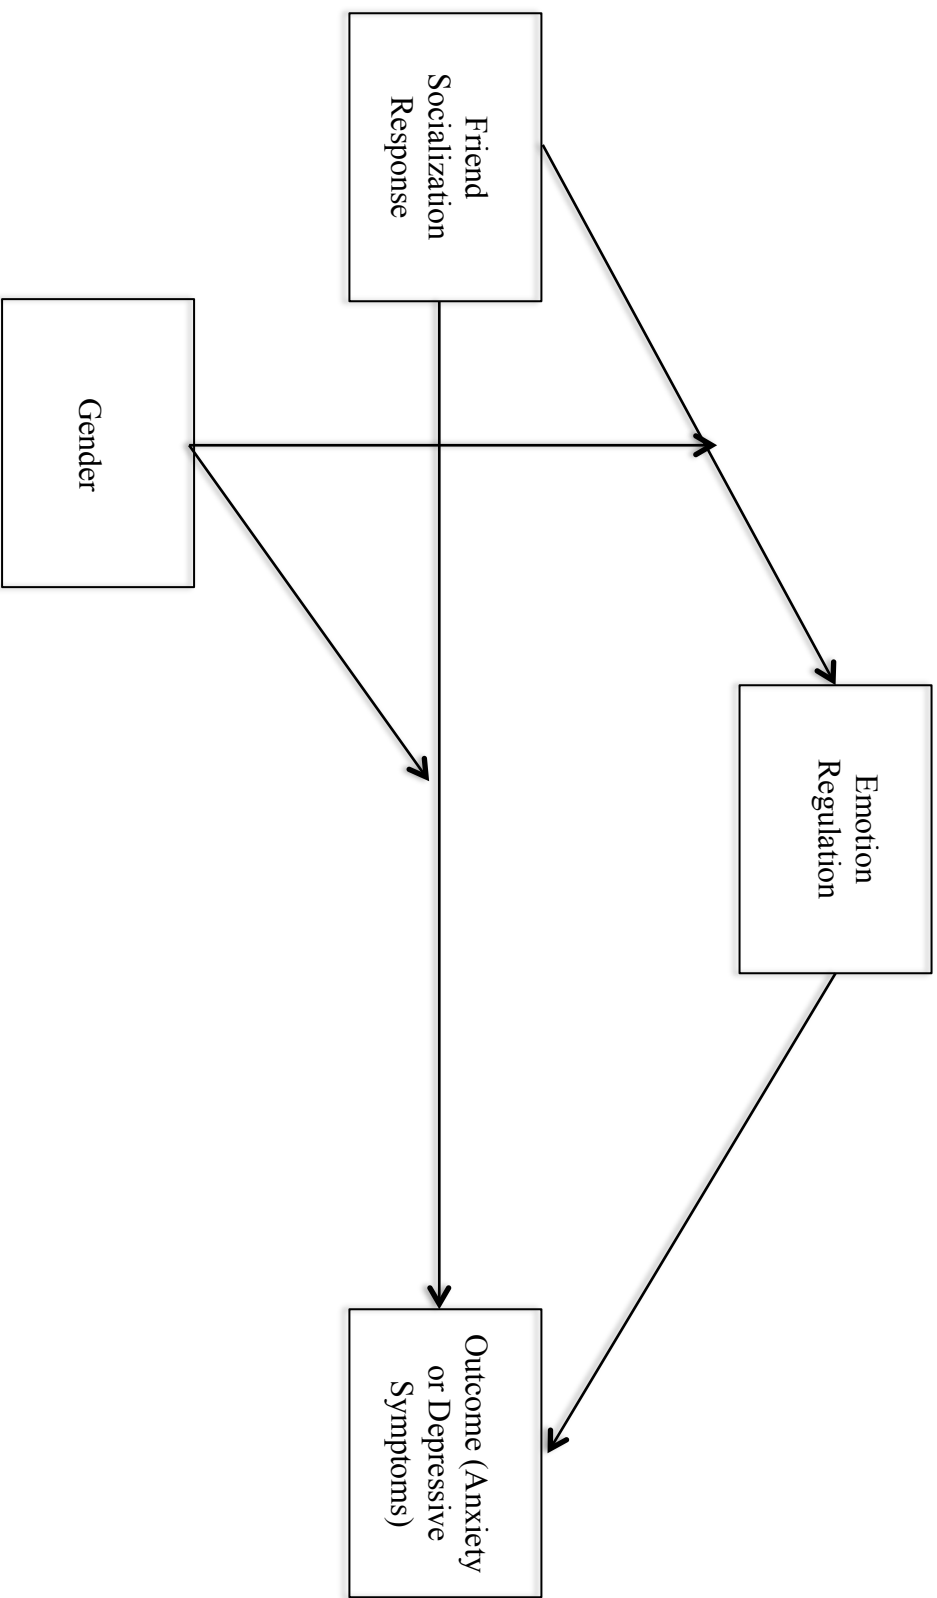 Emotion
Regulation
Friend
Socialization
Response
Outcome (Anxiety
or Depressive
Symptoms)
Gender